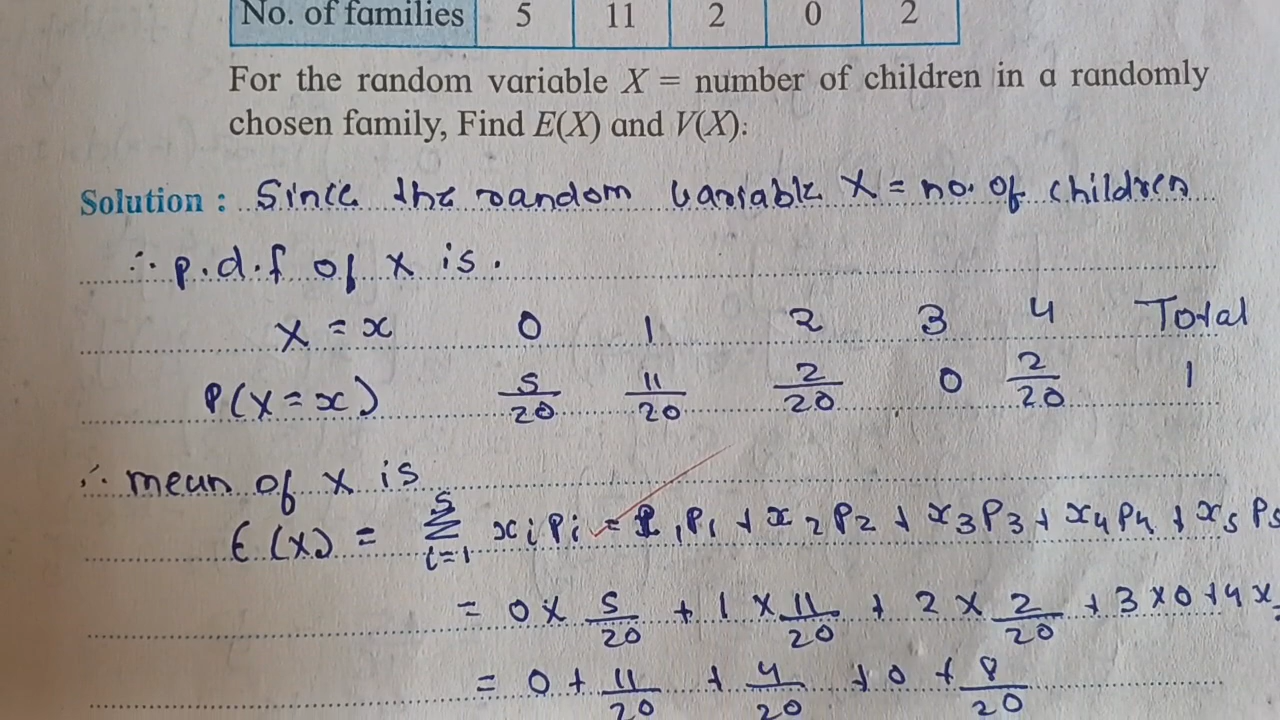 No. of families 5 11 2 0 2
For the random variable X = number of children in a randomly
chosen family, Find E(X) and V(X):
Solution : Since the random variable X = no. of children
∴ p.d.f of x is.
X = x 0 1 2 3 4 Total
P(X=x) 5/20 11/20 2/20 0 2/20 1
∴ mean of x is
E(x) = 5 Σ i=1 xipi = x1p1 + x2p2 + x3p3 + x4p4 + x5p5
= 0 × 5/20 + 1 × 11/20 + 2 × 2/20 + 3 × 0 + 4 ×
= 0 + 11/20 + 4/20 + 0 + 8/20